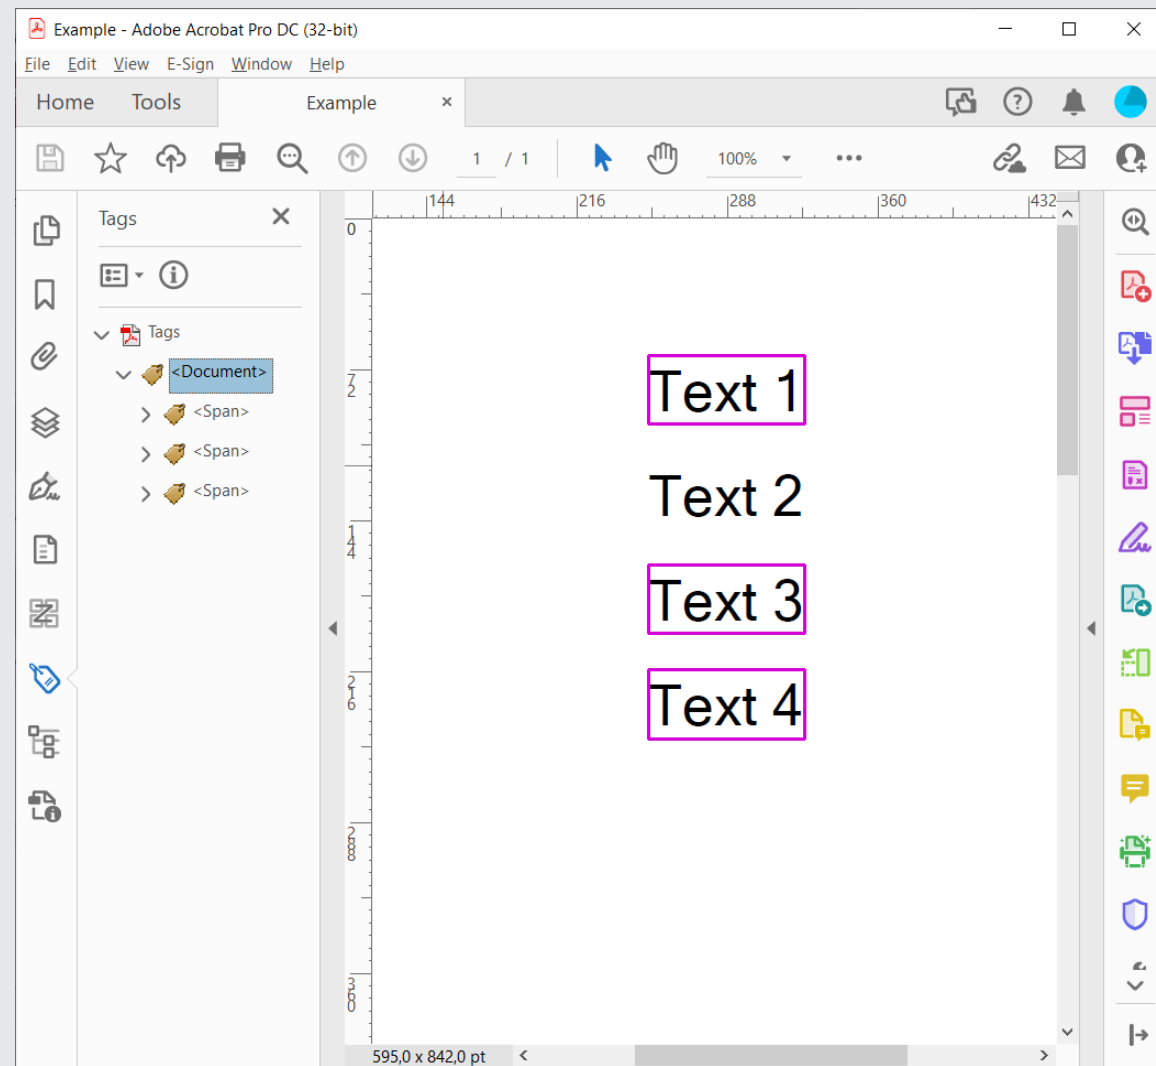 Example - Adobe Acrobat Pro DC (32-bit)
File Edit View E-Sign Window Help
Home Tools Example ×
1 / 1 100%
Tags
144 216 288 360 432
0
Tags
<Document>
<Span>
<Span>
<Span>
72
144
216
288
360
Text 1
Text 2
Text 3
Text 4
595,0 x 842,0 pt